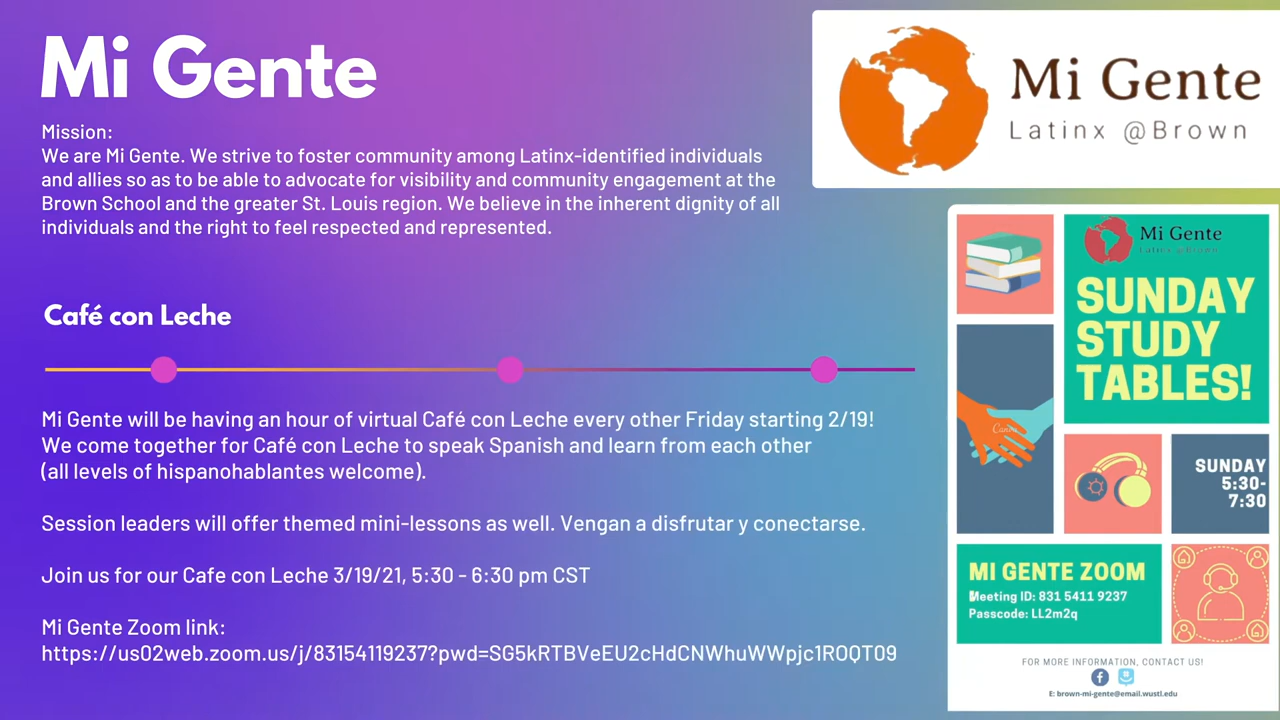 Mi Gente
Mission:
We are Mi Gente. We strive to foster community among Latinx-identified individuals
and allies so as to be able to advocate for visibility and community engagement at the
Brown School and the greater St. Louis region. We believe in the inherent dignity of all
individuals and the right to feel respected and represented.
Café con Leche
Mi Gente will be having an hour of virtual Café con Leche every other Friday starting 2/19!
We come together for Café con Leche to speak Spanish and learn from each other
(all levels of hispanohablantes welcome).
Session leaders will offer themed mini-lessons as well. Vengan a disfrutar y conectarse.
Join us for our Cafe con Leche 3/19/21, 5:30 - 6:30 pm CST
Mi Gente Zoom link:
https://us02web.zoom.us/j/83154119237?pwd=SG5kRTBVeEU2cHdCNWhuWWpjc1ROQT09
Mi Gente
Latinx @Brown
Mi Gente
Latinx @Brown
SUNDAY
STUDY
TABLES!
Canva
SUNDAY
5:30-
7:30
MI GENTE ZOOM
Meeting ID: 831 5411 9237
Passcode: LL2m2q
FOR MORE INFORMATION, CONTACT US!
E: brown-mi-gente@email.wustl.edu